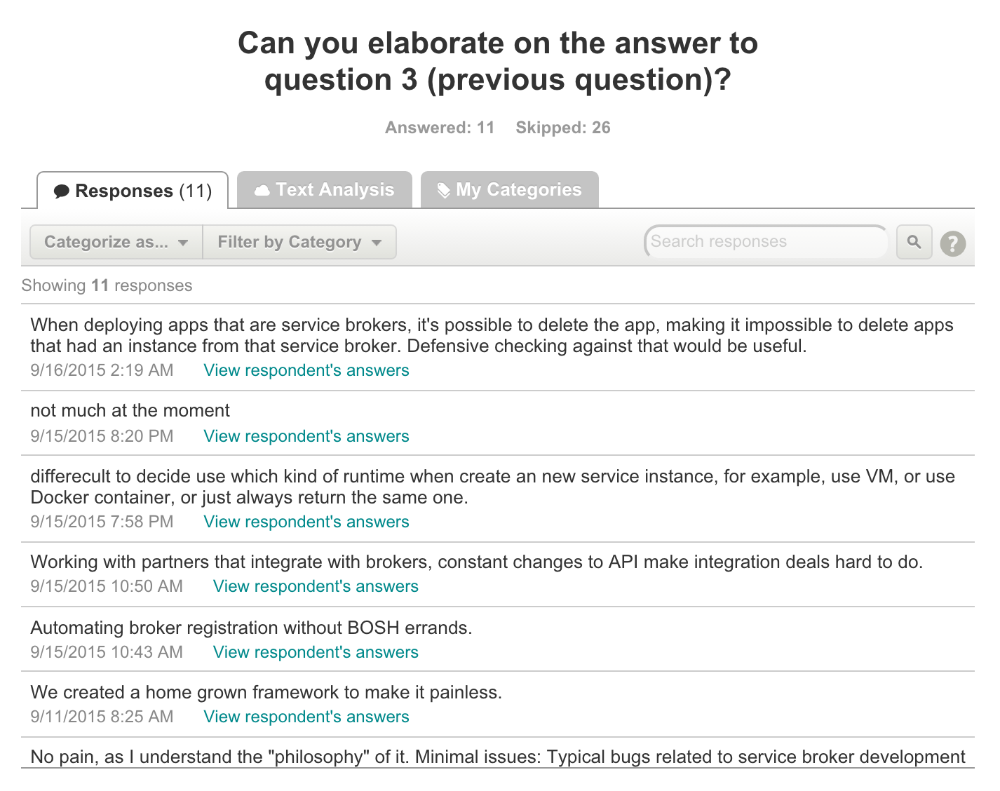 Can you elaborate on the answer to
question 3 (previous question)?
Answered: 11 Skipped: 26
Responses (11) Text Analysis My Categories
Categorize as... Filter by Category Search responses ?
Showing 11 responses
When deploying apps that are service brokers, it's possible to delete the app, making it impossible to delete apps
that had an instance from that service broker. Defensive checking against that would be useful.
9/16/2015 2:19 AM View respondent's answers
not much at the moment
9/15/2015 8:20 PM View respondent's answers
differecult to decide use which kind of runtime when create an new service instance, for example, use VM, or use
Docker container, or just always return the same one.
9/15/2015 7:58 PM View respondent's answers
Working with partners that integrate with brokers, constant changes to API make integration deals hard to do.
9/15/2015 10:50 AM View respondent's answers
Automating broker registration without BOSH errands.
9/15/2015 10:43 AM View respondent's answers
We created a home grown framework to make it painless.
9/11/2015 8:25 AM View respondent's answers
No pain, as I understand the "philosophy" of it. Minimal issues: Typical bugs related to service broker development